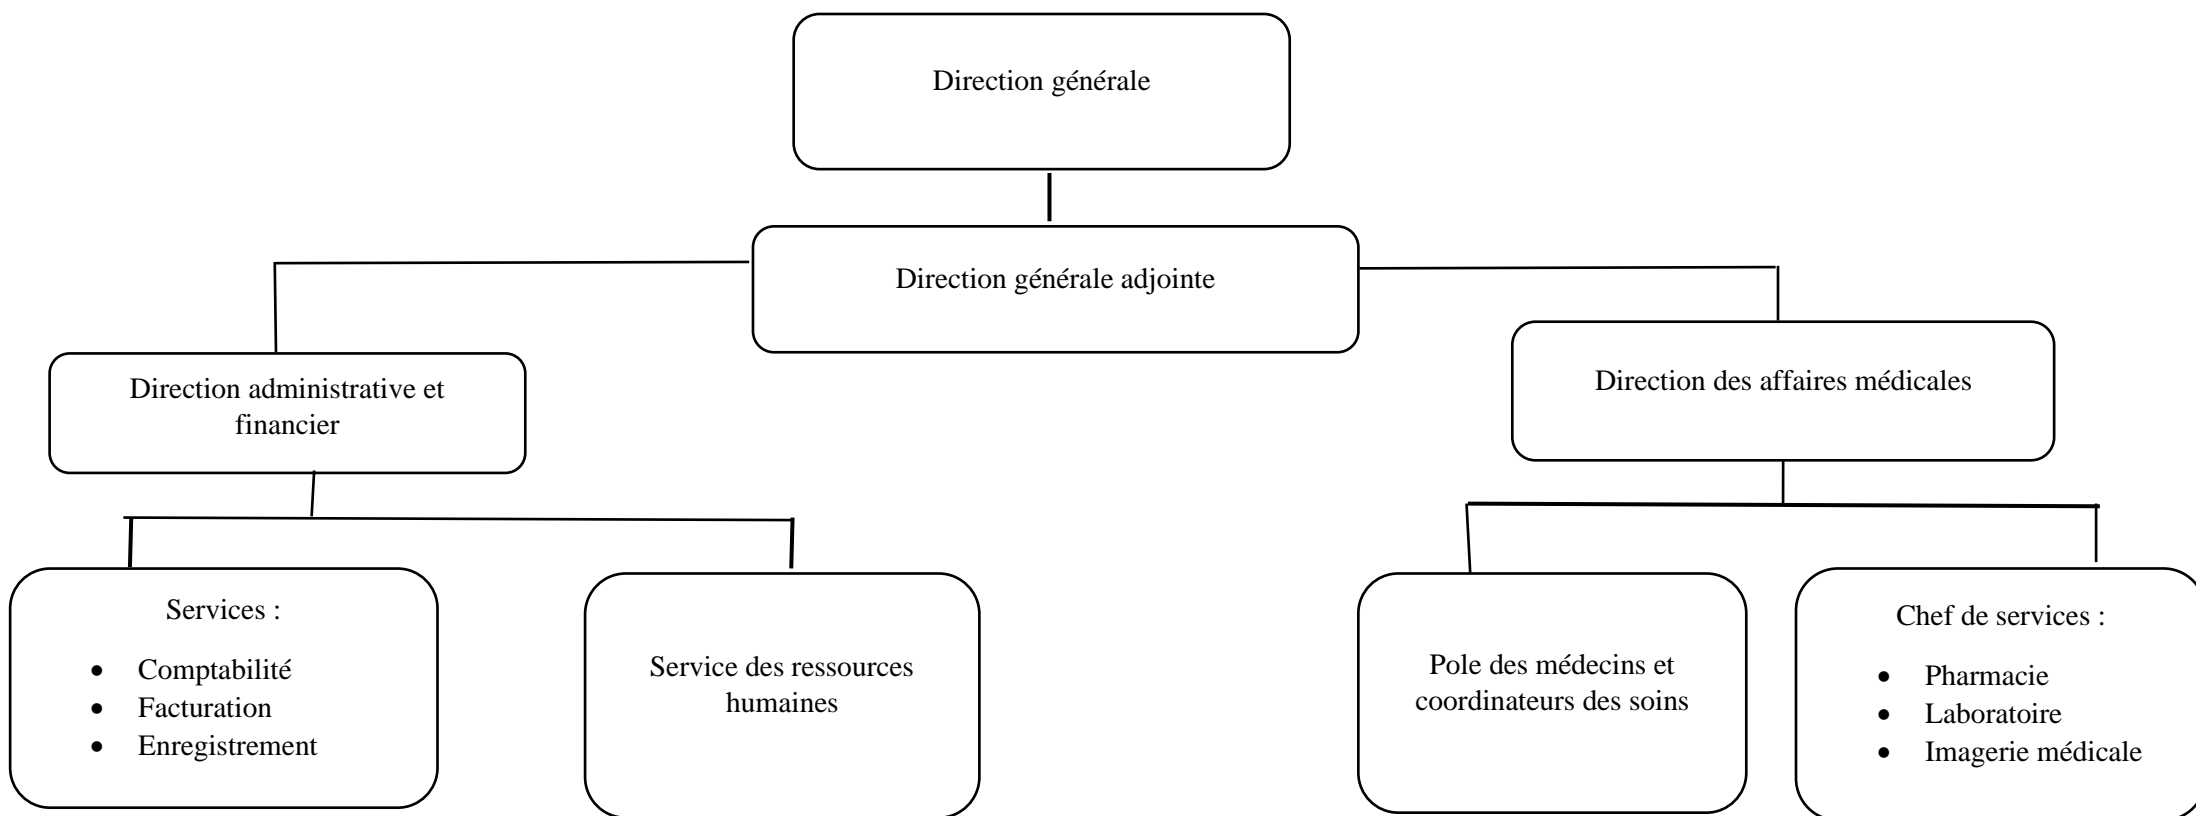 Direction générale
Direction générale adjointe
Direction administrative et
financier
Direction des affaires médicales
Services :
• Comptabilité
• Facturation
• Enregistrement
Service des ressources
humaines
Pole des médecins et
coordinateurs des soins
Chef de services :
• Pharmacie
• Laboratoire
• Imagerie médicale